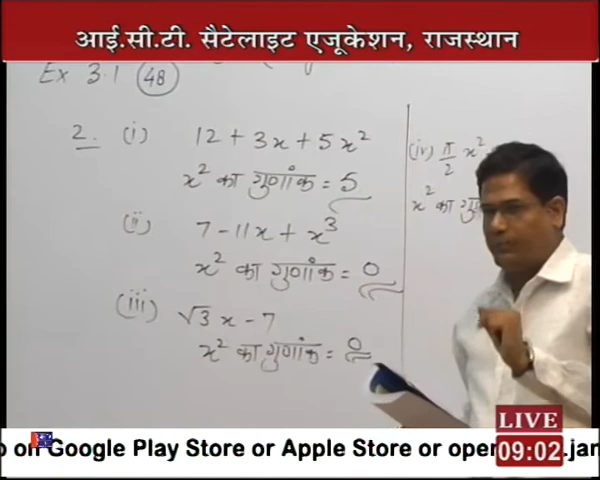 आई.सी.टी. सैटेलाइट एजूकेशन, राजस्थान
Ex 3.1 (48)
2. (i) 12 + 3x + 5x²
x² का गुणांक = 5
(ii) 7 - 11x + x³
x² का गुणांक = 0
(iii) √3 x - 7
x² का गुणांक = 0
(iv) π/2 x²
x² का
on Google Play Store or Apple Store or
LIVE
09:02